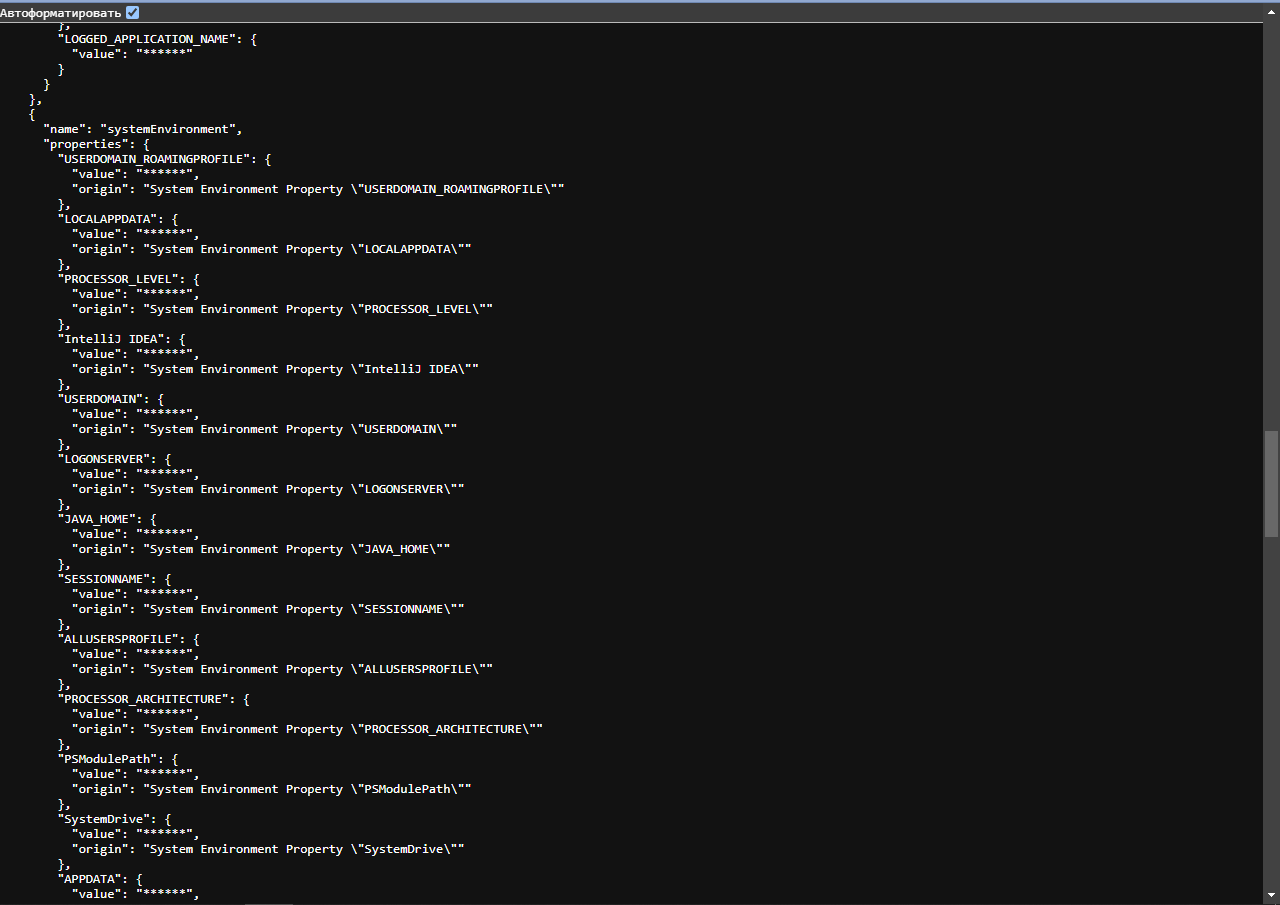 Автоформатировать
},
"LOGGED_APPLICATION_NAME": {
"value": "******"
}
}
},
{
"name": "systemEnvironment",
"properties": {
"USERDOMAIN_ROAMINGPROFILE": {
"value": "******",
"origin": "System Environment Property \"USERDOMAIN_ROAMINGPROFILE\""
},
"LOCALAPPDATA": {
"value": "******",
"origin": "System Environment Property \"LOCALAPPDATA\""
},
"PROCESSOR_LEVEL": {
"value": "******",
"origin": "System Environment Property \"PROCESSOR_LEVEL\""
},
"IntelliJ IDEA": {
"value": "******",
"origin": "System Environment Property \"IntelliJ IDEA\""
},
"USERDOMAIN": {
"value": "******",
"origin": "System Environment Property \"USERDOMAIN\""
},
"LOGONSERVER": {
"value": "******",
"origin": "System Environment Property \"LOGONSERVER\""
},
"JAVA_HOME": {
"value": "******",
"origin": "System Environment Property \"JAVA_HOME\""
},
"SESSIONNAME": {
"value": "******",
"origin": "System Environment Property \"SESSIONNAME\""
},
"ALLUSERSPROFILE": {
"value": "******",
"origin": "System Environment Property \"ALLUSERSPROFILE\""
},
"PROCESSOR_ARCHITECTURE": {
"value": "******",
"origin": "System Environment Property \"PROCESSOR_ARCHITECTURE\""
},
"PSModulePath": {
"value": "******",
"origin": "System Environment Property \"PSModulePath\""
},
"SystemDrive": {
"value": "******",
"origin": "System Environment Property \"SystemDrive\""
},
"APPDATA": {
"value": "******",